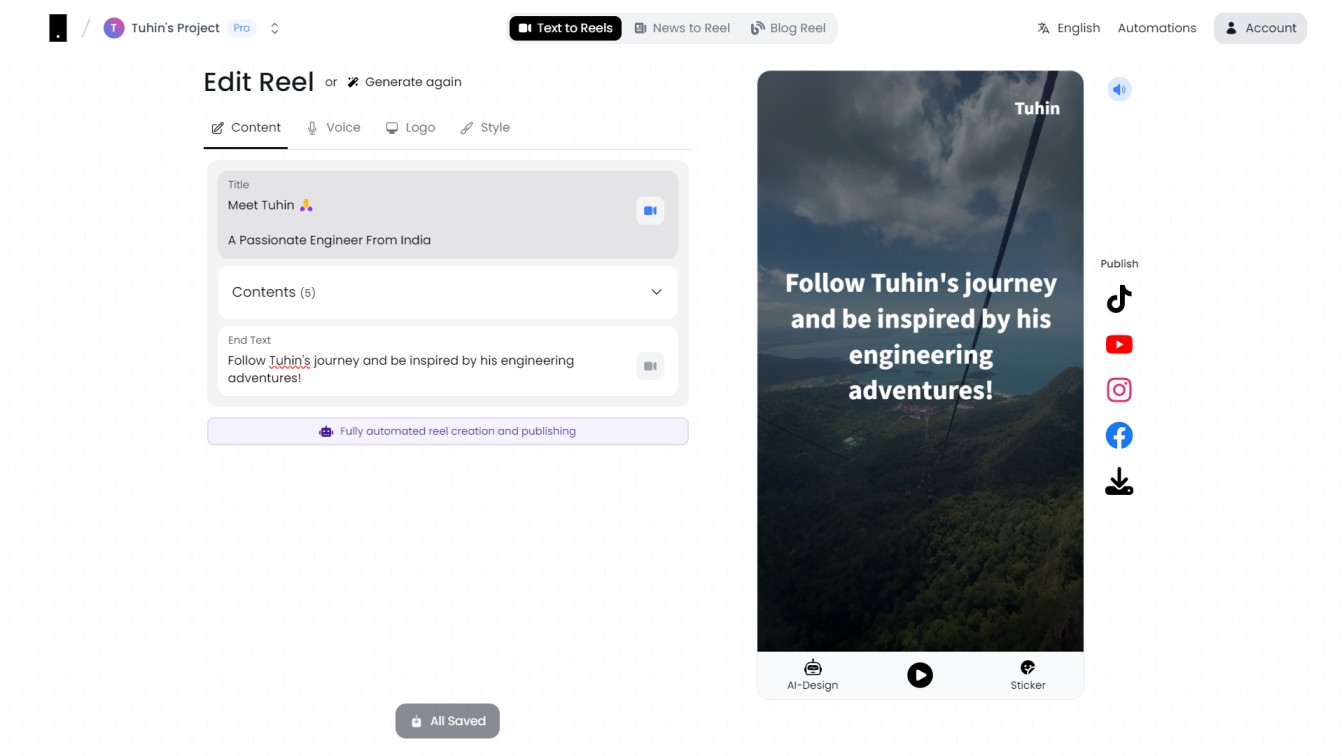 T Tuhin's Project Pro
Text to Reels News to Reel Blog Reel
English Automations Account
Edit Reel or Generate again
Content Voice Logo Style
Title
Meet Tuhin 🙏
A Passionate Engineer From India
Contents (5)
End Text
Follow Tuhin's journey and be inspired by his engineering
adventures!
Fully automated reel creation and publishing
All Saved
Tuhin
Follow Tuhin's journey
and be inspired by his
engineering
adventures!
AI-Design
Sticker
Publish